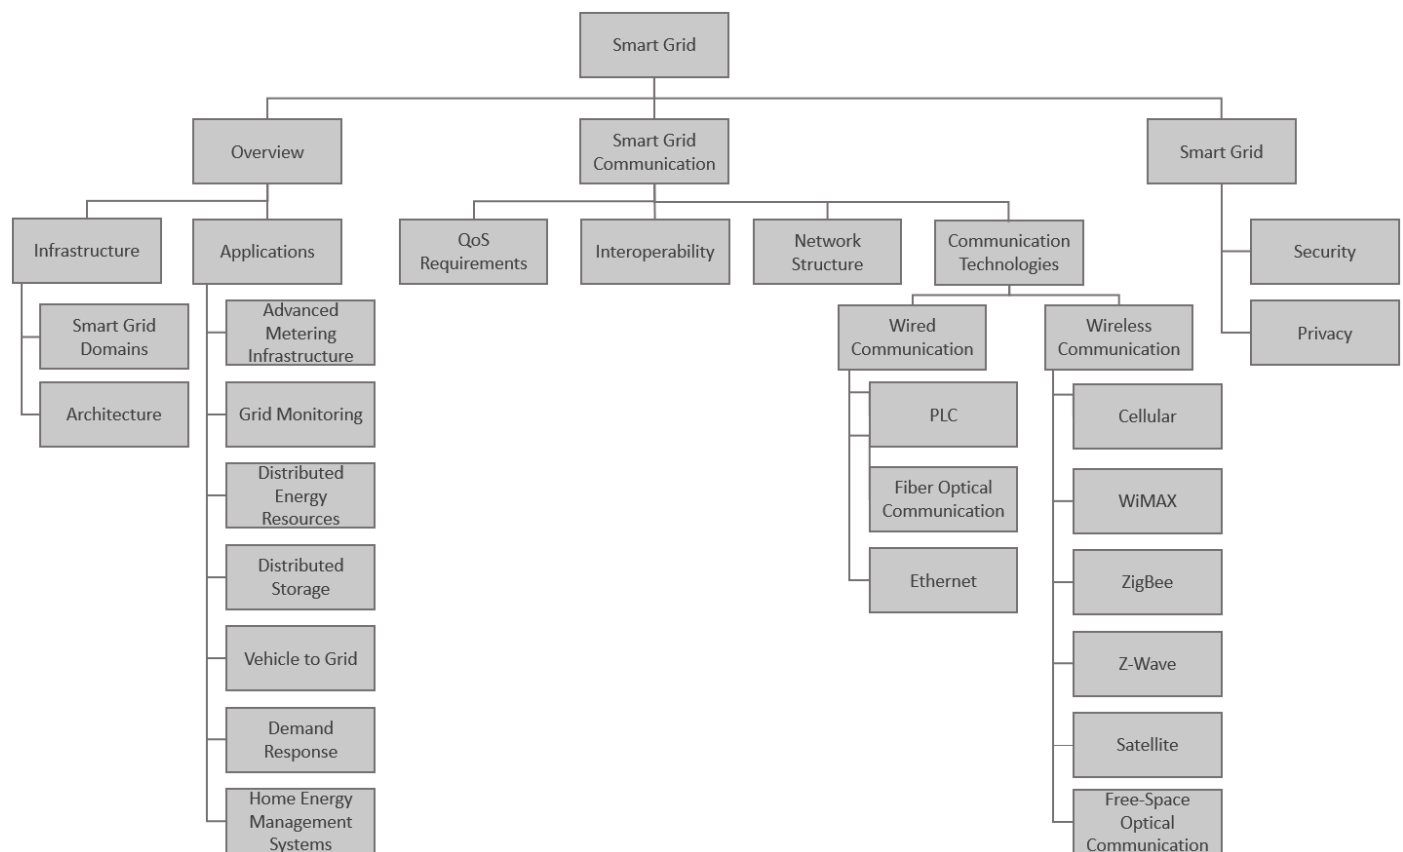 Smart Grid
Overview
Smart Grid
Communication
Smart Grid
Infrastructure
Applications
QoS
Requirements
Interoperability
Network
Structure
Communication
Technologies
Security
Privacy
Smart Grid
Domains
Architecture
Advanced
Metering
Infrastructure
Grid Monitoring
Distributed
Energy
Resources
Distributed
Storage
Vehicle to Grid
Demand
Response
Home Energy
Management
Systems
Wired
Communication
PLC
Fiber Optical
Communication
Ethernet
Wireless
Communication
Cellular
WiMAX
ZigBee
Z-Wave
Satellite
Free-Space
Optical
Communication